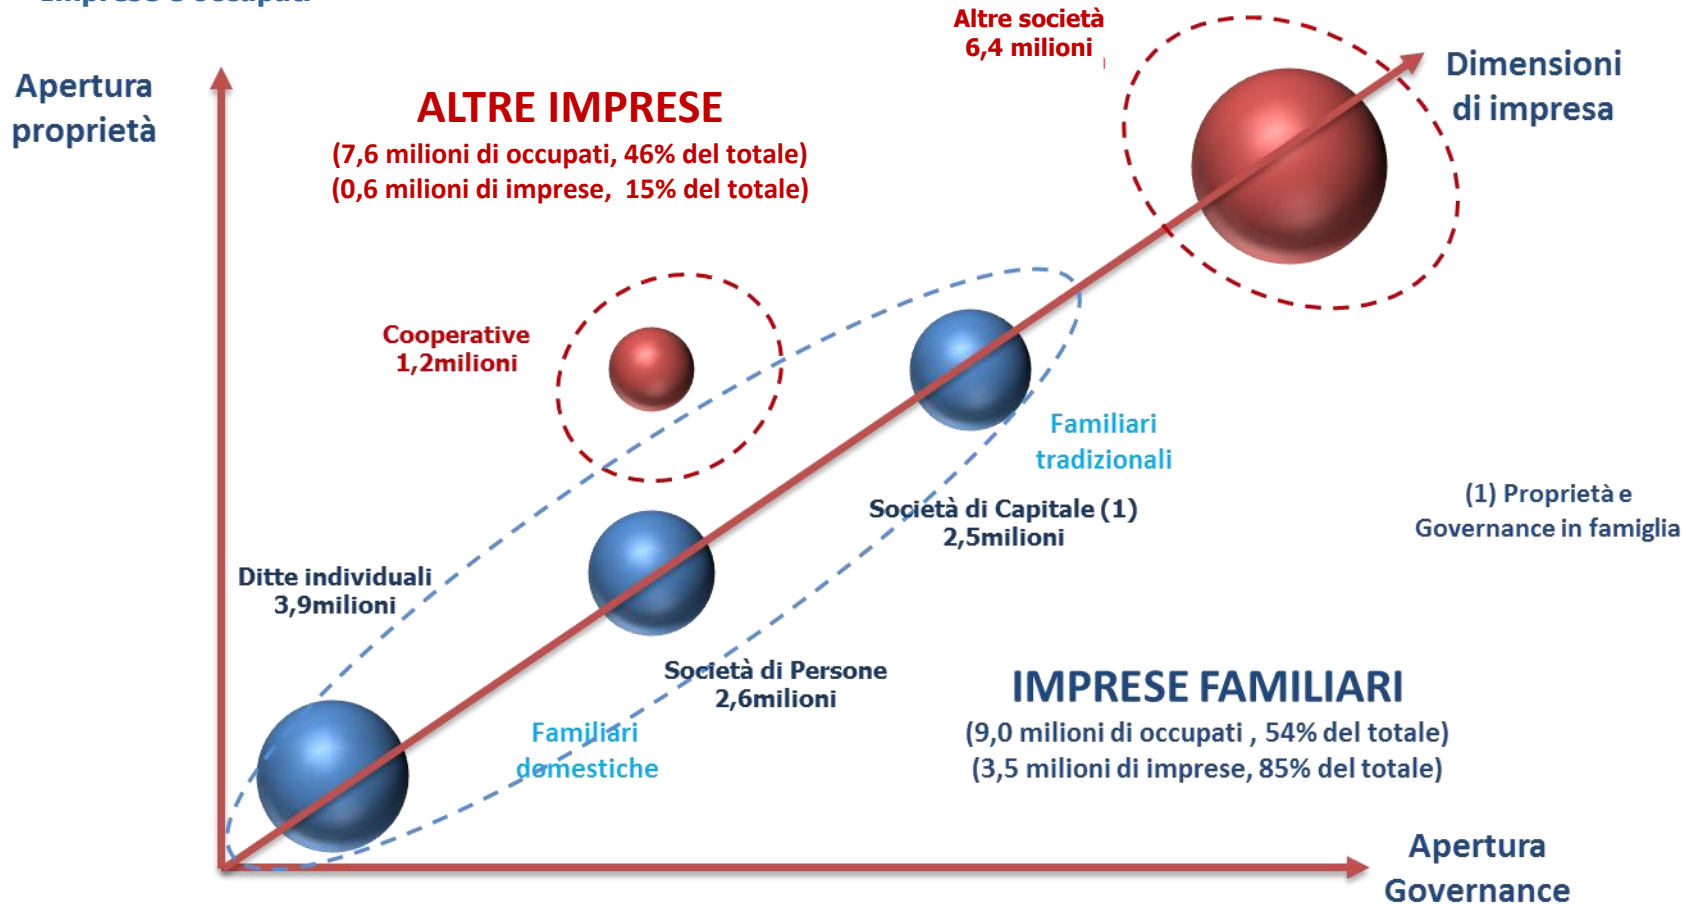 Imprese e occupati
Altre società
6,4 milioni
Apertura
proprietà
Dimensioni
di impresa
ALTRE IMPRESE
(7,6 milioni di occupati, 46% del totale)
(0,6 milioni di imprese, 15% del totale)
Cooperative
1,2milioni
Familiari
tradizionali
Società di Capitale (1)
2,5milioni
(1) Proprietà e
Governance in famiglia
Ditte individuali
3,9milioni
Società di Persone
2,6milioni
IMPRESE FAMILIARI
(9,0 milioni di occupati , 54% del totale)
(3,5 milioni di imprese, 85% del totale)
Familiari
domestiche
Apertura
Governance